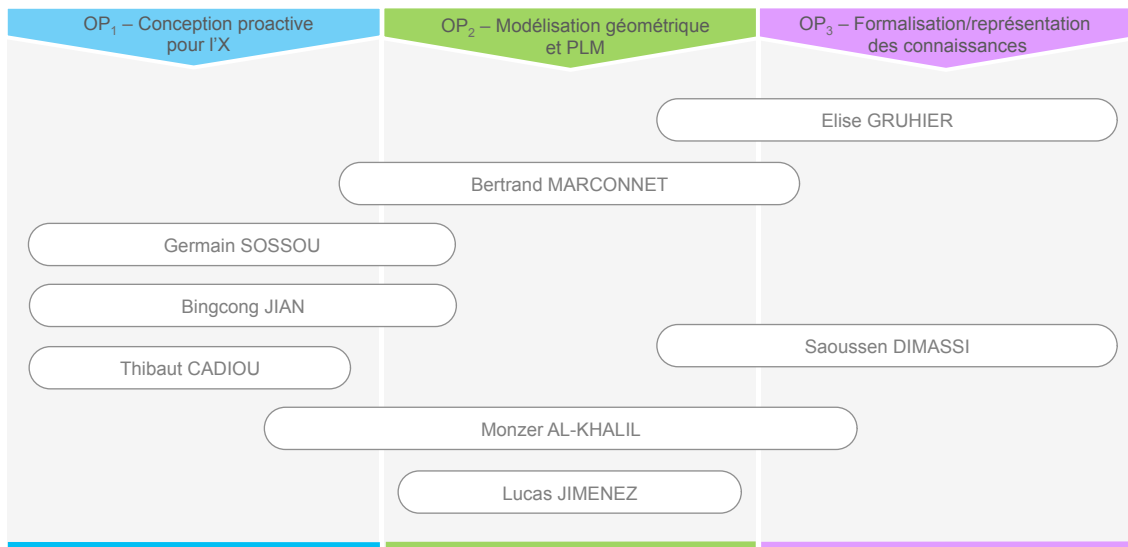 OP₁ – Conception proactive
pour l'X
OP₂ – Modélisation géométrique
et PLM
OP₃ – Formalisation/représentation
des connaissances
Elise GRUHIER
Bertrand MARCONNET
Germain SOSSOU
Bingcong JIAN
Saoussen DIMASSI
Thibaut CADIOU
Monzer AL-KHALIL
Lucas JIMENEZ